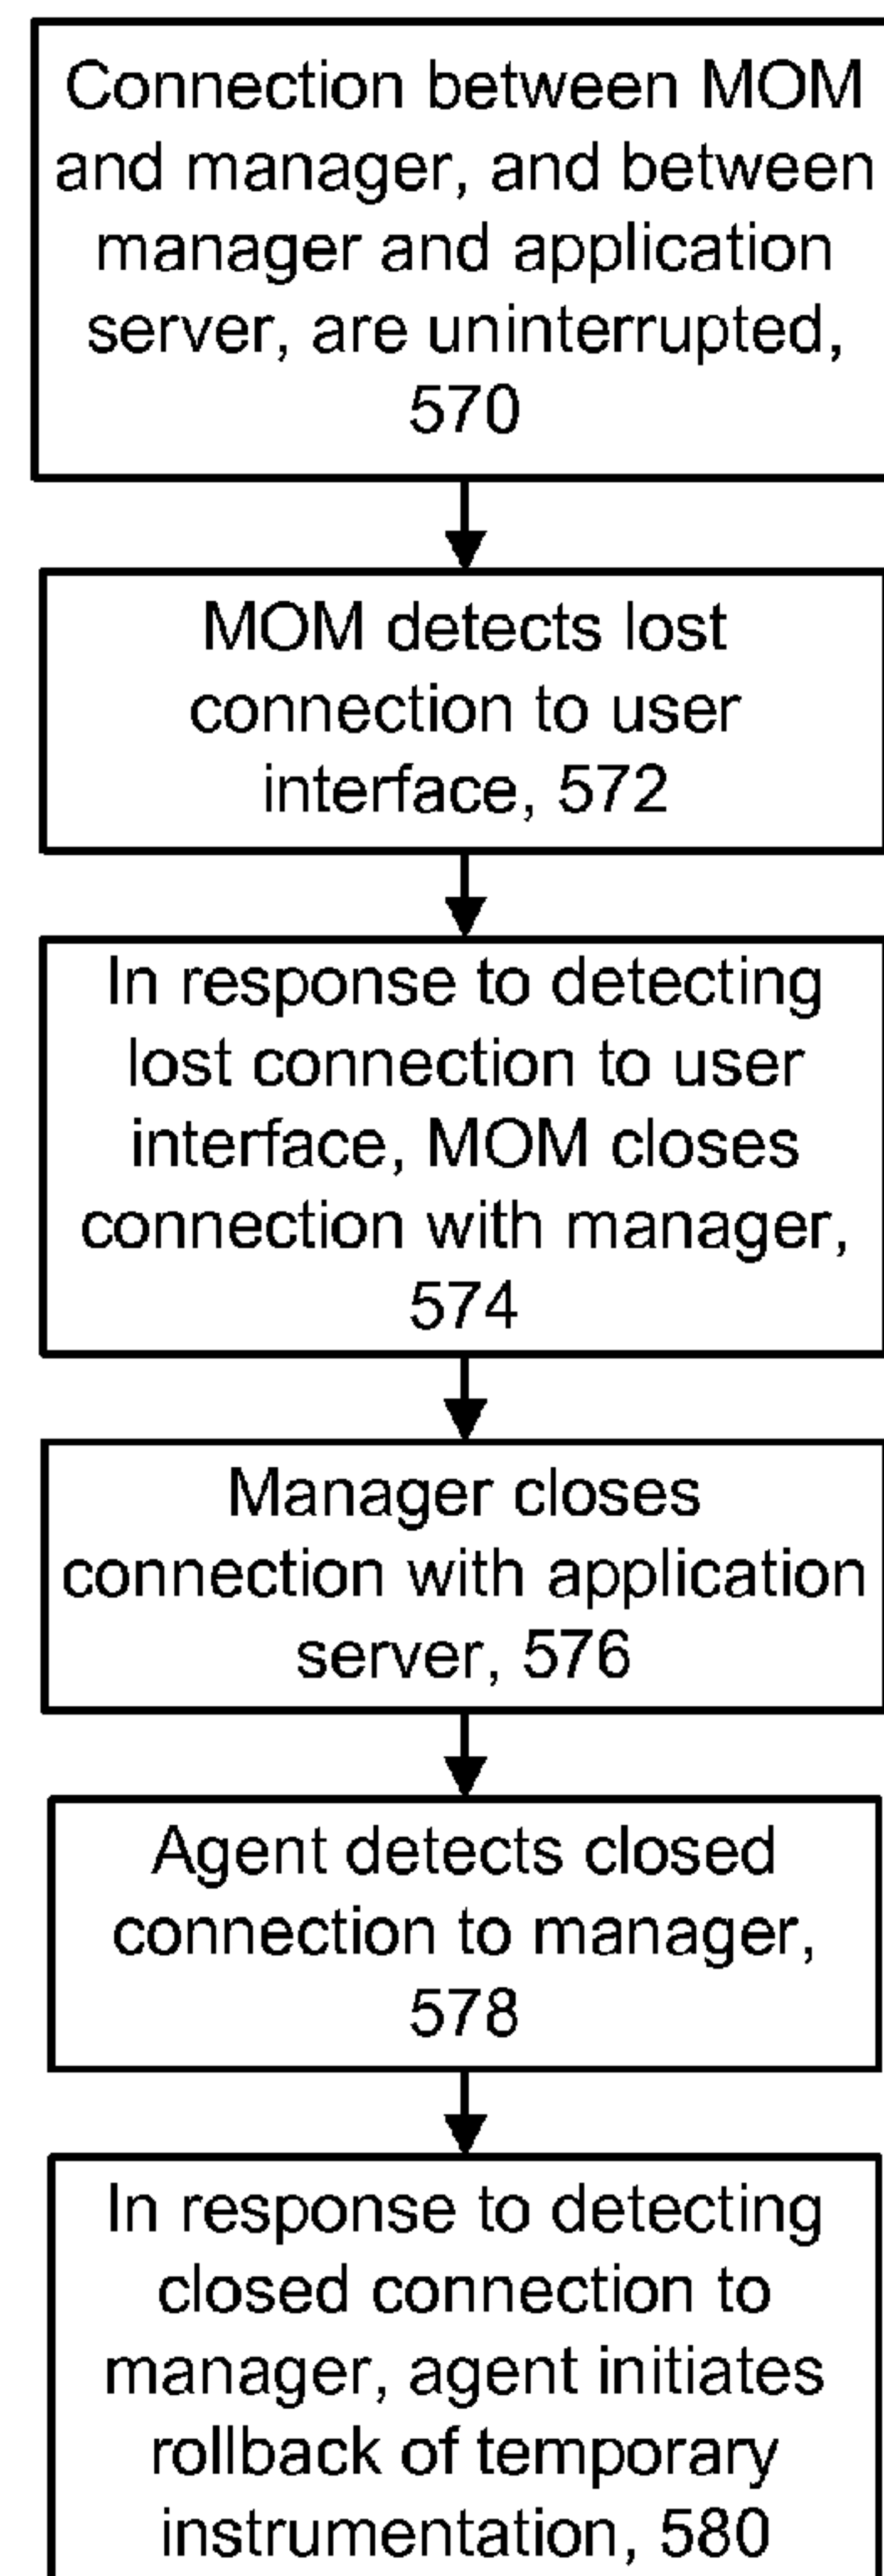 Connection between MOM
and manager, and between
manager and application
server, are uninterrupted,
570
MOM detects lost
connection to user
interface, 572
In response to detecting
lost connection to user
interface, MOM closes
connection with manager,
574
Manager closes
connection with application
server, 576
Agent detects closed
connection to manager,
578
In response to detecting
closed connection to
manager, agent initiates
rollback of temporary
instrumentation, 580